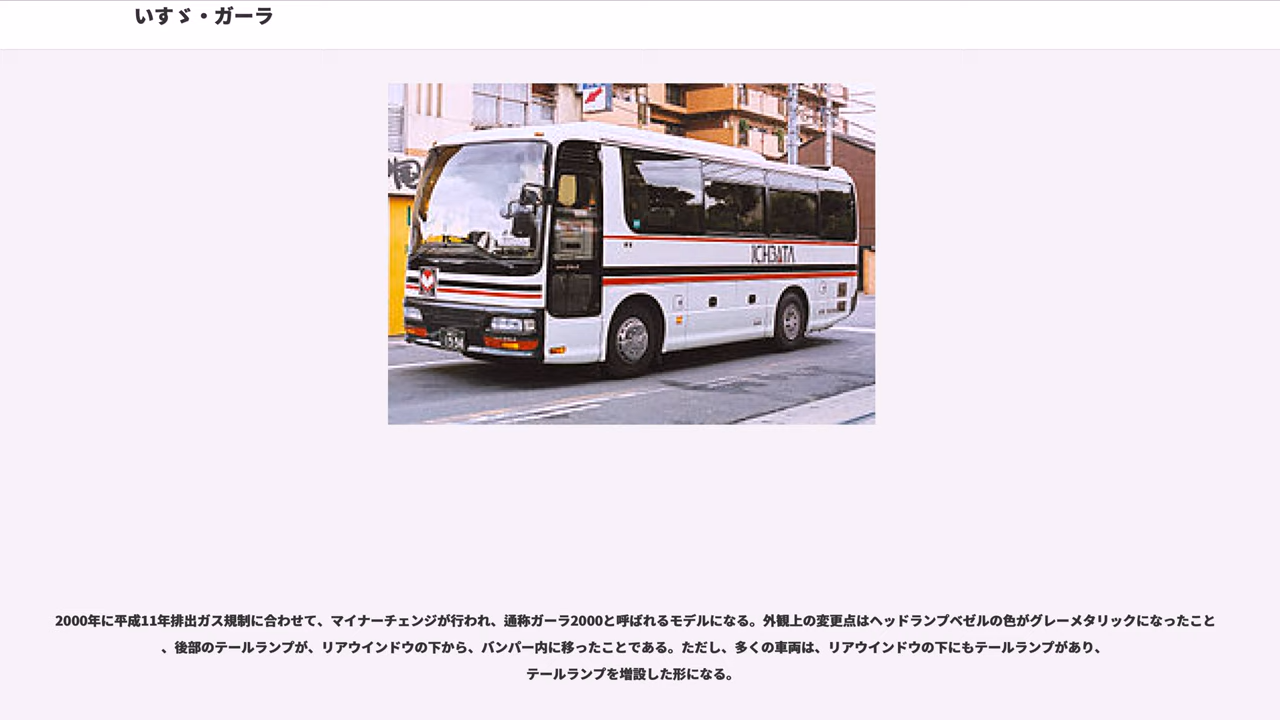 いすゞ・ガーラ
ICHIBATA
2000年に平成11年排出ガス規制に合わせて、マイナーチェンジが行われ、通称ガーラ2000と呼ばれるモデルになる。外観上の変更点はヘッドランプベゼルの色がグレーメタリックになったこと
、後部のテールランプが、リアウインドウの下から、バンパー内に移ったことである。ただし、多くの車両は、リアウインドウの下にもテールランプがあり、
テールランプを増設した形になる。